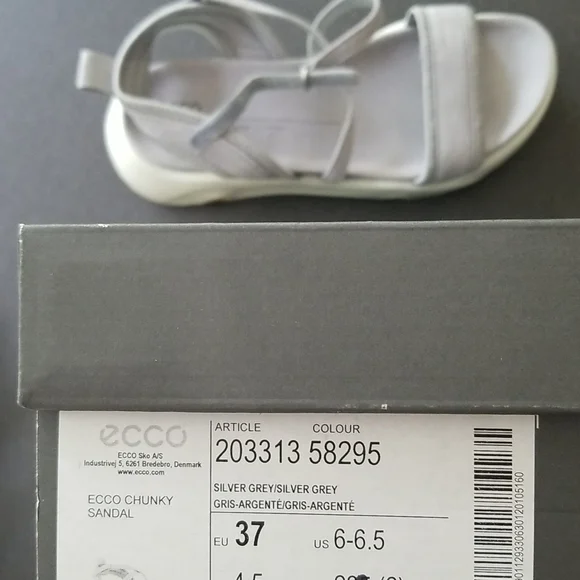 ecco
ECCO Sko A/S
Industrivej 5, 6261 Bredebro, Denmark
www.ecco.com
ECCO CHUNKY
SANDAL
ARTICLE COLOUR
203313 58295
SILVER GREY/SILVER GREY
GRIS-ARGENTÉ/GRIS-ARGENTÉ
EU 37 US 6-6.5